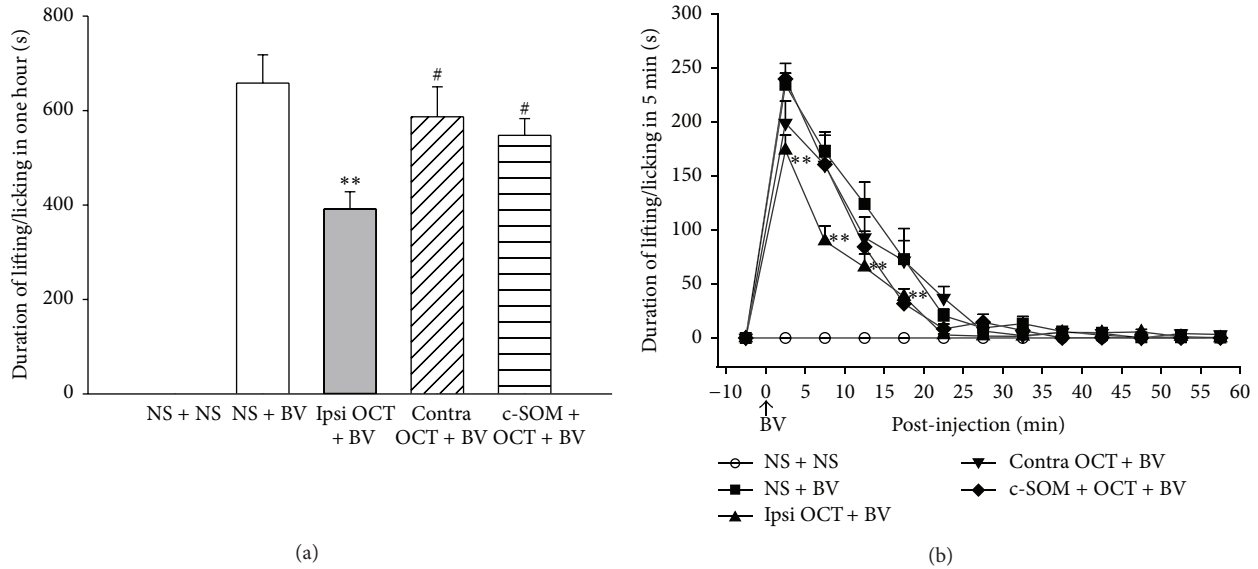 Duration of lifting/licking in one hour (s)
800
600
400
200
0
**
#
#
NS + NS
NS + BV
Ipsi OCT
+ BV
Contra
OCT + BV
c-SOM +
OCT + BV
(a)
Duration of lifting/licking in 5 min (s)
300
250
200
150
100
50
0
**
**
**
**
−10 0 5 10 15 20 25 30 35 40 45 50 55 60
BV
Post-injection (min)
NS + NS
NS + BV
Ipsi OCT + BV
Contra OCT + BV
c-SOM + OCT + BV
(b)